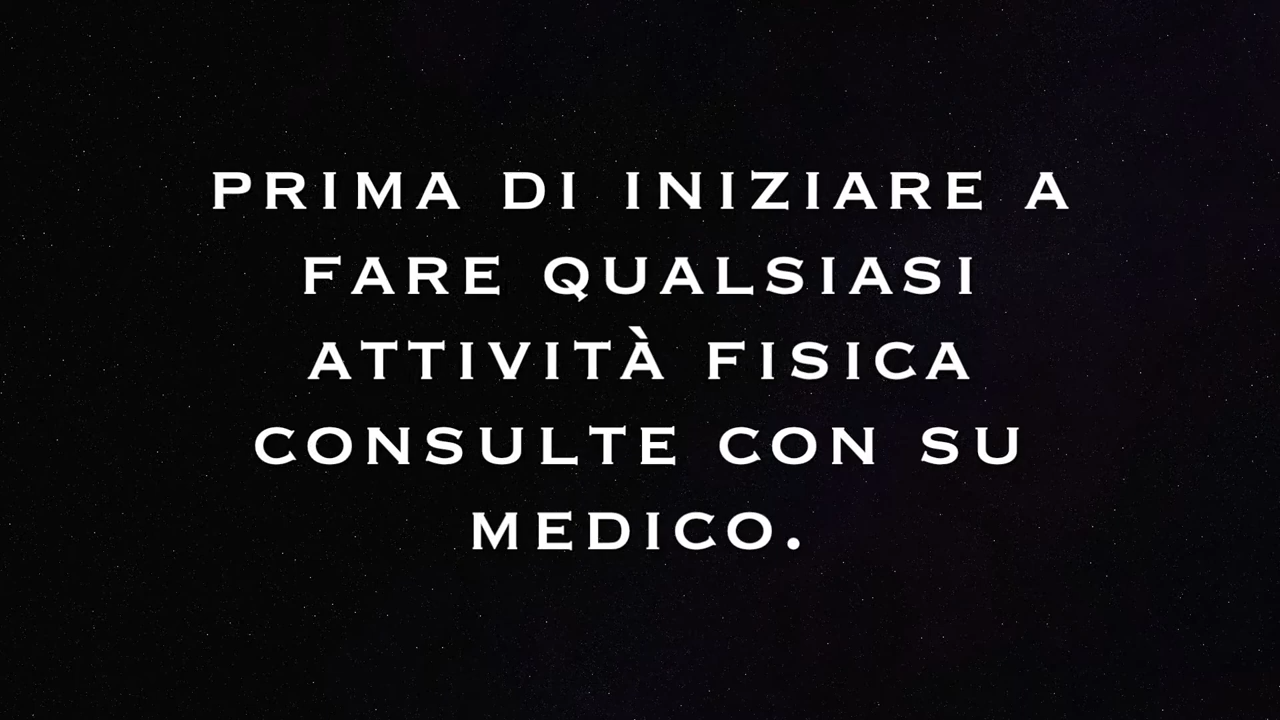 PRIMA DI INIZIARE A
FARE QUALSIASI
ATTIVITÀ FISICA
CONSULTE CON SU
MEDICO.